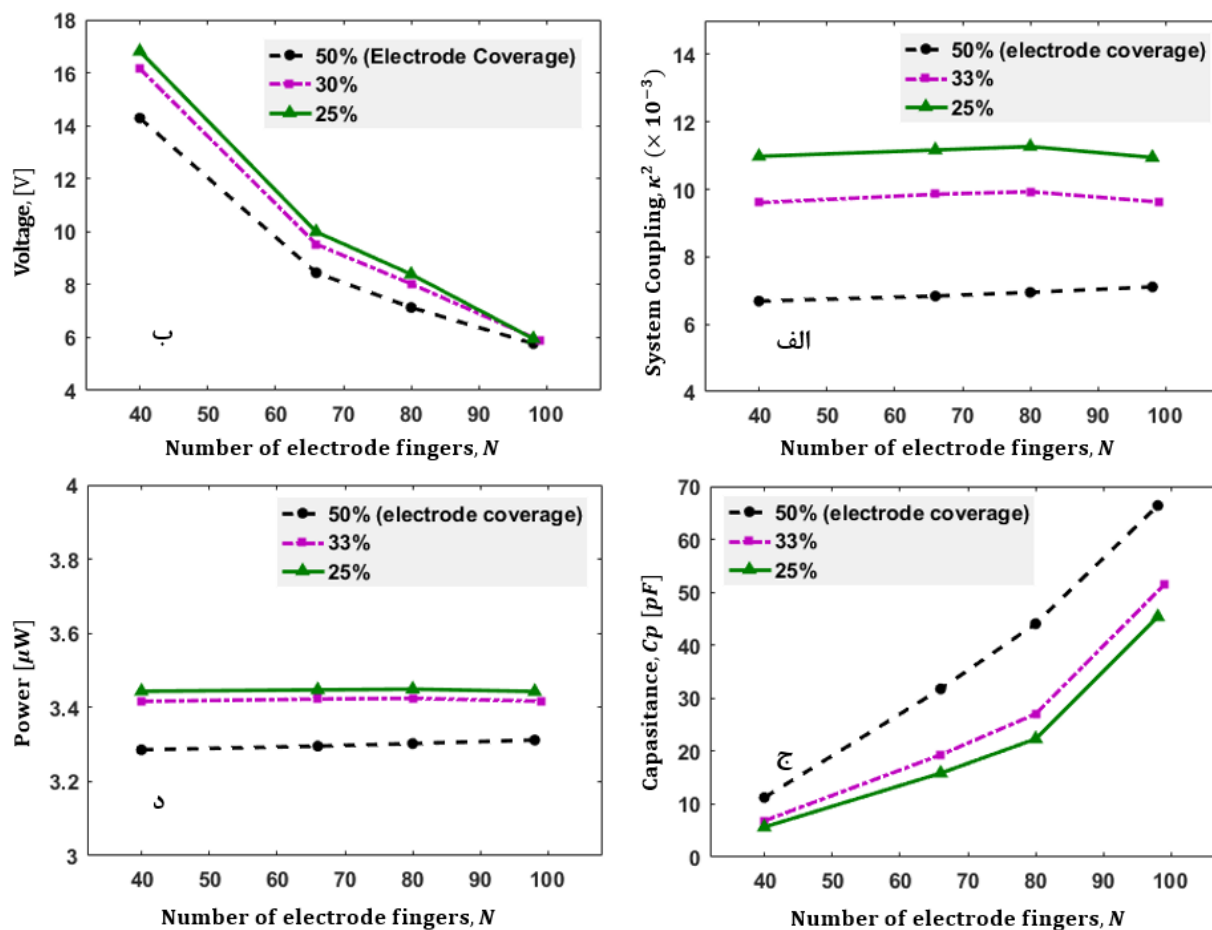 18
16
14
12
10
8
6
4
40 50 60 70 80 90 100
Voltage, [V]
Number of electrode fingers, N
50% (Electrode Coverage)
30%
25%
ب
14
12
10
8
6
4
40 50 60 70 80 90 100
System Coupling, κ² (× 10⁻³)
Number of electrode fingers, N
50% (electrode coverage)
33%
25%
الف
4
3.8
3.6
3.4
3.2
3
40 50 60 70 80 90 100
Power [μW]
Number of electrode fingers, N
50% (electrode coverage)
33%
25%
د
70
60
50
40
30
20
10
0
40 50 60 70 80 90 100
Capasitance, Cp [pF]
Number of electrode fingers, N
50% (electrode coverage)
33%
25%
ج